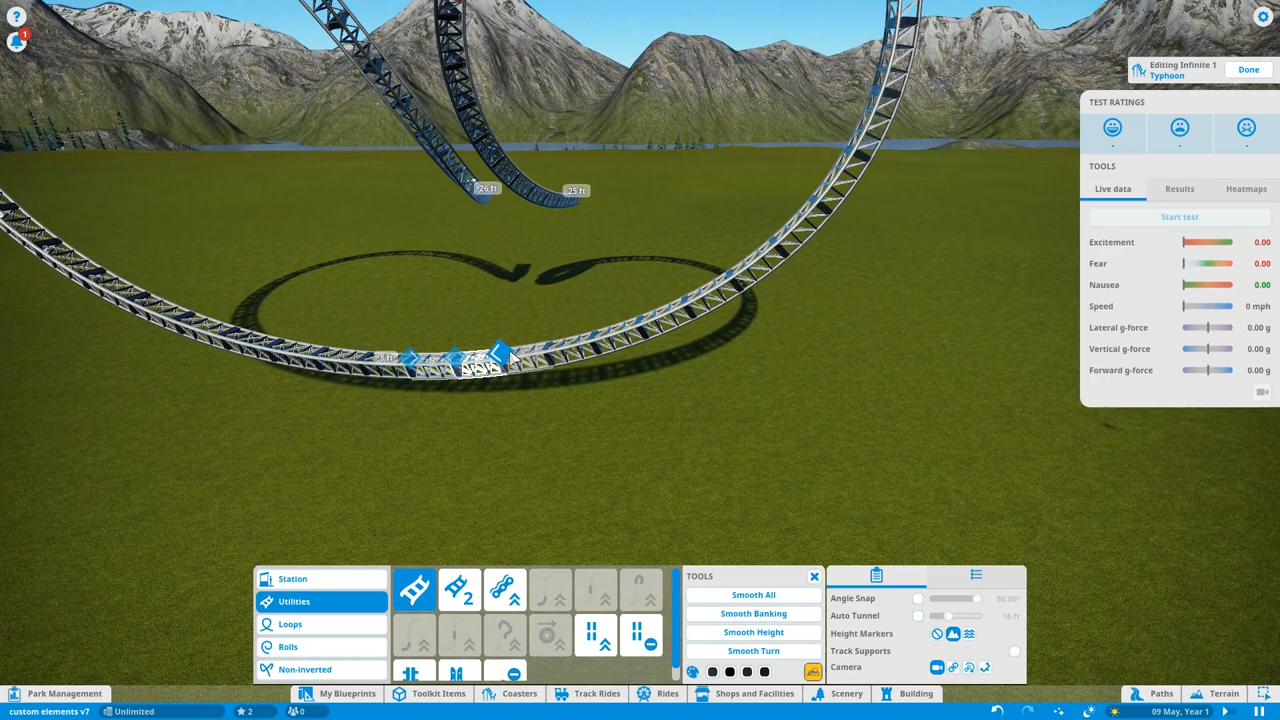 ?
1
Editing Infinite 1
Typhoon
Done
TEST RATINGS
-
-
-
TOOLS
Live data
Results
Heatmaps
Start test
Excitement
0.00
Fear
0.00
Nausea
0.00
Speed
0 mph
Lateral g-force
0.00 g
Vertical g-force
0.00 g
Forward g-force
0.00 g
26 ft
25 ft
Station
Utilities
Loops
Rolls
Non-inverted
2
TOOLS
Smooth All
Smooth Banking
Smooth Height
Smooth Turn
Angle Snap
90.00°
Auto Tunnel
16 ft
Height Markers
Track Supports
Camera
Park Management
My Blueprints
Toolkit Items
Coasters
Track Rides
Rides
Shops and Facilities
Scenery
Building
Paths
Terrain
custom elements v7
Unlimited
2
0
09 May, Year 1